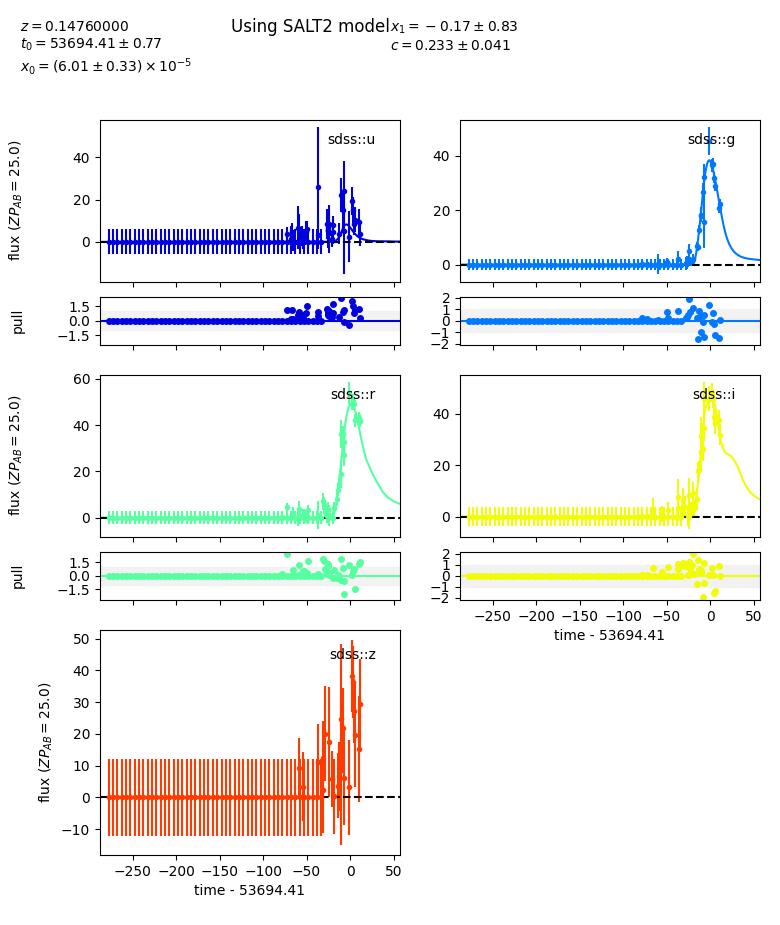 z = 0.14760000
Using SALT2 model
x₁ = −0.17 ± 0.83
t₀ = 53694.41 ± 0.77
c = 0.233 ± 0.041
x₀ = (6.01 ± 0.33) × 10⁻⁵
sdss::u
40
20
0
flux (ZP_AB = 25.0)
sdss::g
40
20
0
1.5
0.0
−1.5
pull
2
1
0
−1
−2
sdss::r
60
40
20
0
flux (ZP_AB = 25.0)
sdss::i
40
20
0
1.5
0.0
−1.5
pull
2
1
0
−1
−2
−250 −200 −150 −100 −50 0 50
time - 53694.41
sdss::z
50
40
30
20
10
0
−10
flux (ZP_AB = 25.0)
−250 −200 −150 −100 −50 0 50
time - 53694.41